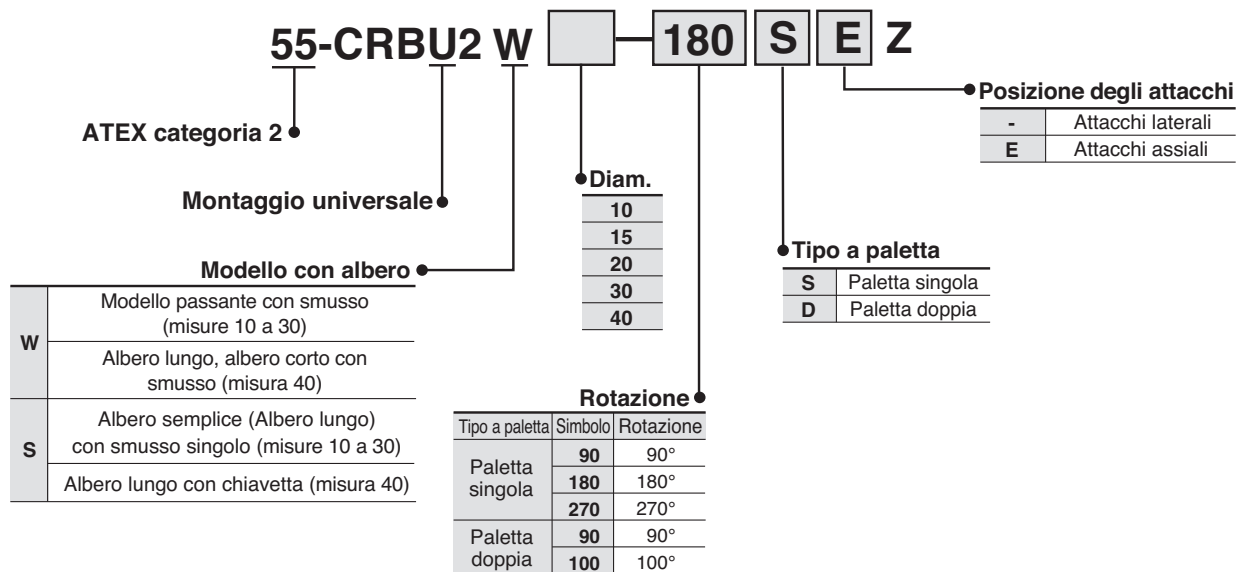 55-CRBU2 W 180 S E Z
Posizione degli attacchi
- Attacchi laterali
E Attacchi assiali
ATEX categoria 2
Montaggio universale
Diam.
10
15
20
30
40
Tipo a paletta
S Paletta singola
D Paletta doppia
Modello con albero
W
Modello passante con smusso
(misure 10 a 30)
Albero lungo, albero corto con
smusso (misura 40)
S
Albero semplice (Albero lungo)
con smusso singolo (misure 10 a 30)
Albero lungo con chiavetta (misura 40)
Rotazione
Tipo a paletta Simbolo Rotazione
Paletta
singola
90 90°
180 180°
270 270°
Paletta
doppia
90 90°
100 100°